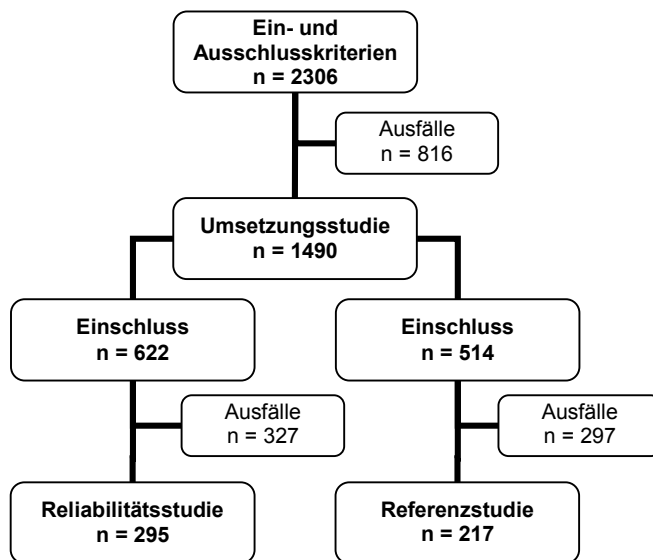 Ein- und
Ausschlusskriterien
n = 2306
Ausfälle
n = 816
Umsetzungsstudie
n = 1490
Einschluss
n = 622
Einschluss
n = 514
Ausfälle
n = 327
Ausfälle
n = 297
Reliabilitätsstudie
n = 295
Referenzstudie
n = 217